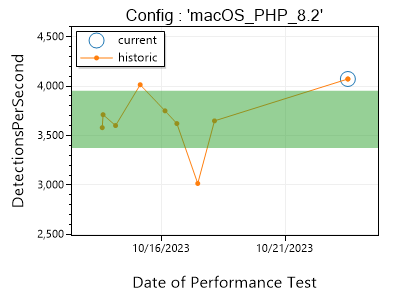 Config : 'macOS_PHP_8.2'
current
historic
DetectionsPerSecond
4,500
4,000
3,500
3,000
2,500
10/16/2023 10/21/2023
Date of Performance Test